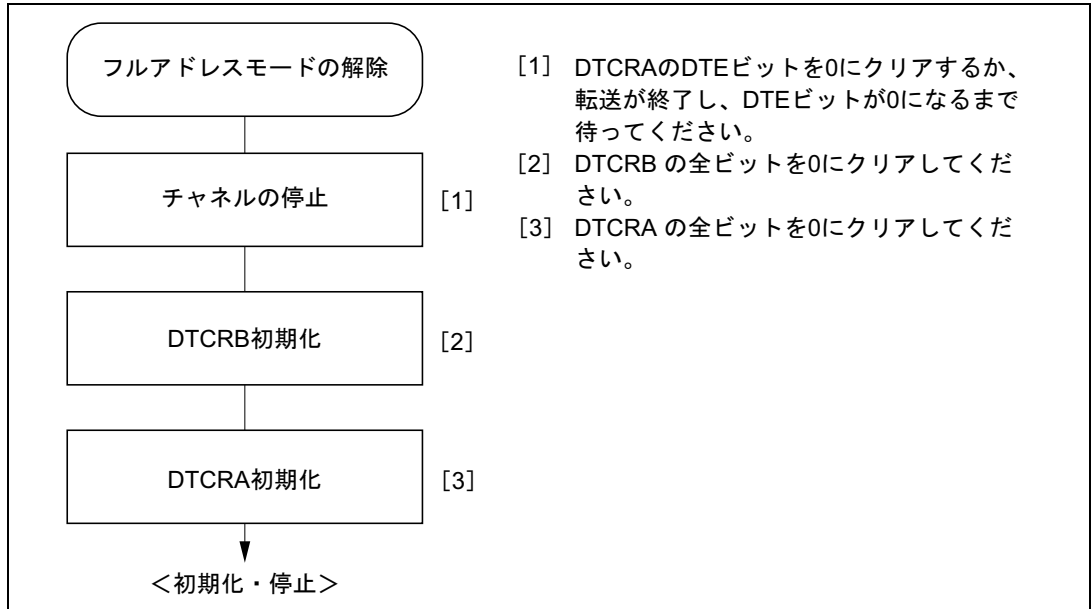 フルアドレスモードの解除
チャネルの停止
[1]
DTCRB初期化
[2]
DTCRA初期化
[3]
＜初期化・停止＞
[1] DTCRAのDTEビットを0にクリアするか、
転送が終了し、DTEビットが0になるまで
待ってください。
[2] DTCRB の全ビットを0にクリアしてくだ
さい。
[3] DTCRA の全ビットを0にクリアしてくだ
さい。